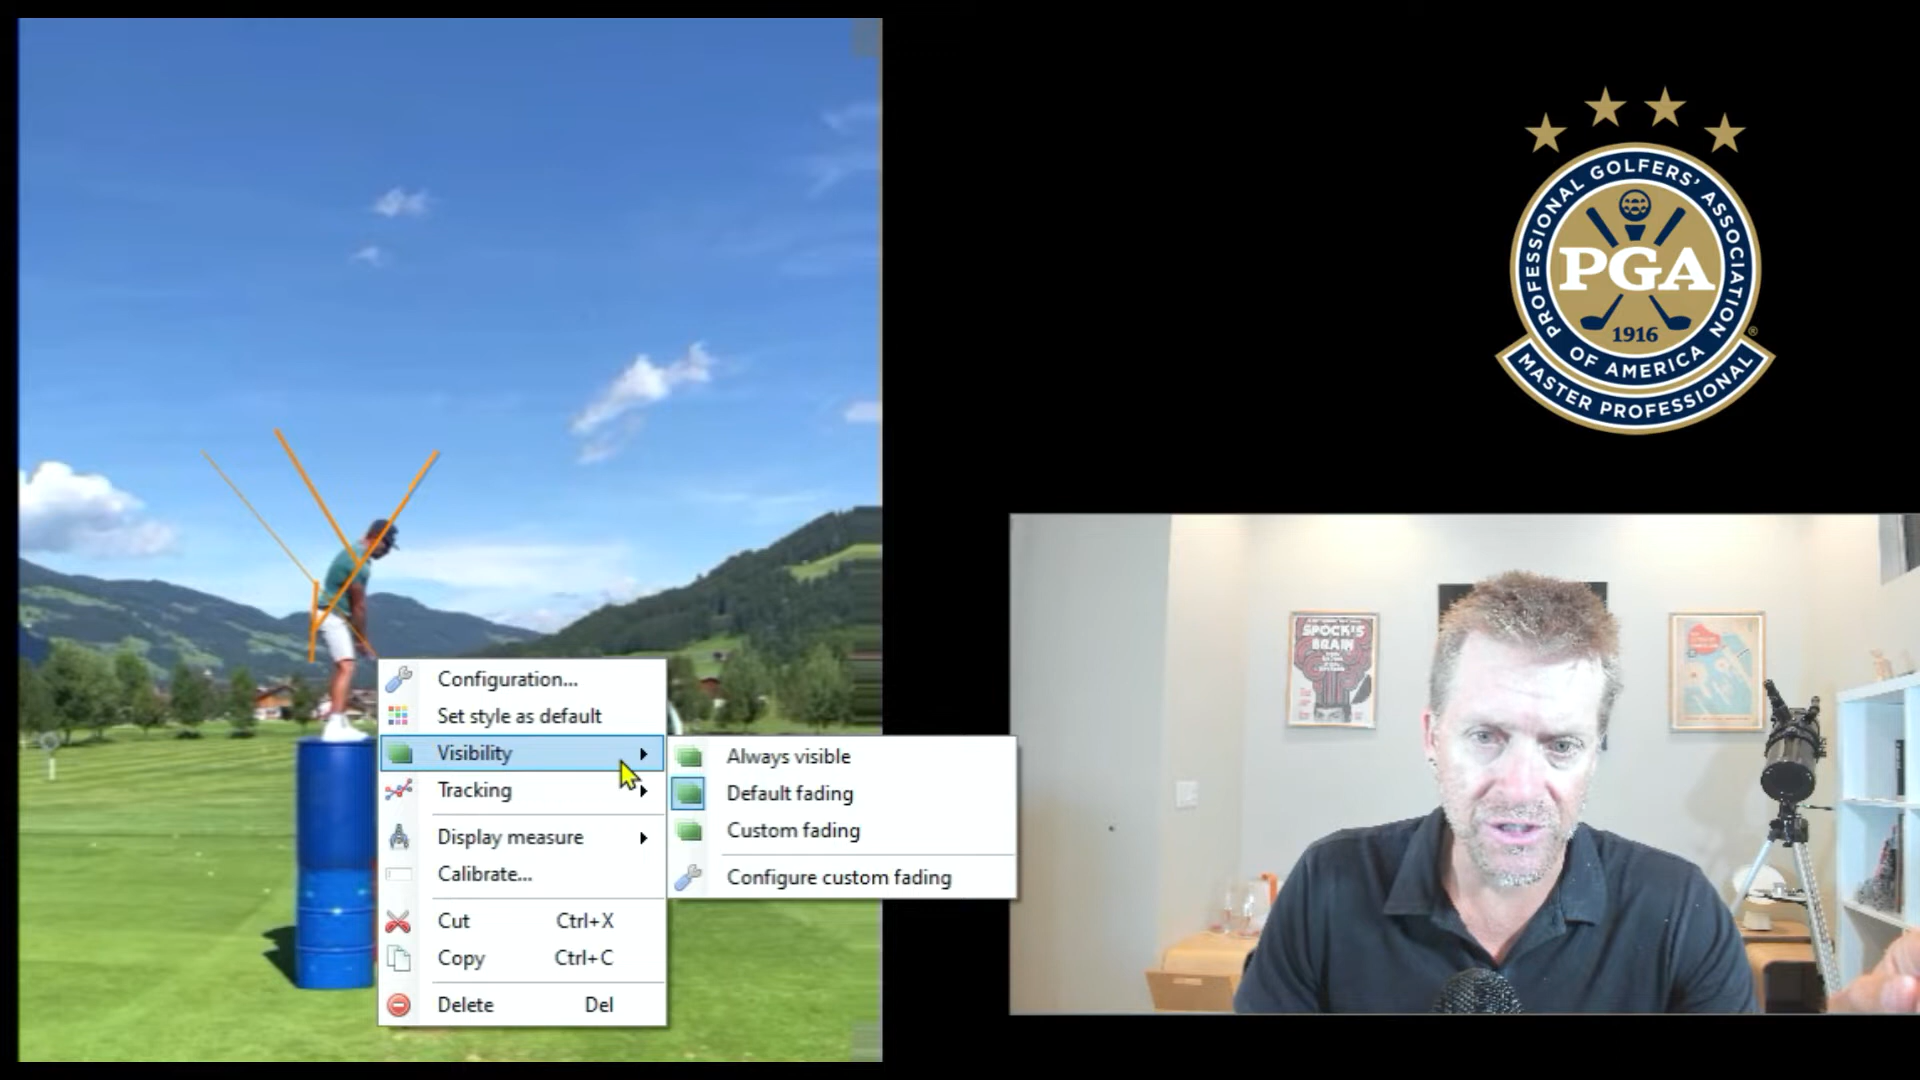 PROFESSIONAL GOLFERS' ASSOCIATION
PGA
1916
OF AMERICA
®
MASTER PROFESSIONAL
SPOCK'S
BRAIN
Configuration...
Set style as default
Visibility
Tracking
Display measure
Calibrate...
Cut Ctrl+X
Copy Ctrl+C
Delete Del
Always visible
Default fading
Custom fading
Configure custom fading